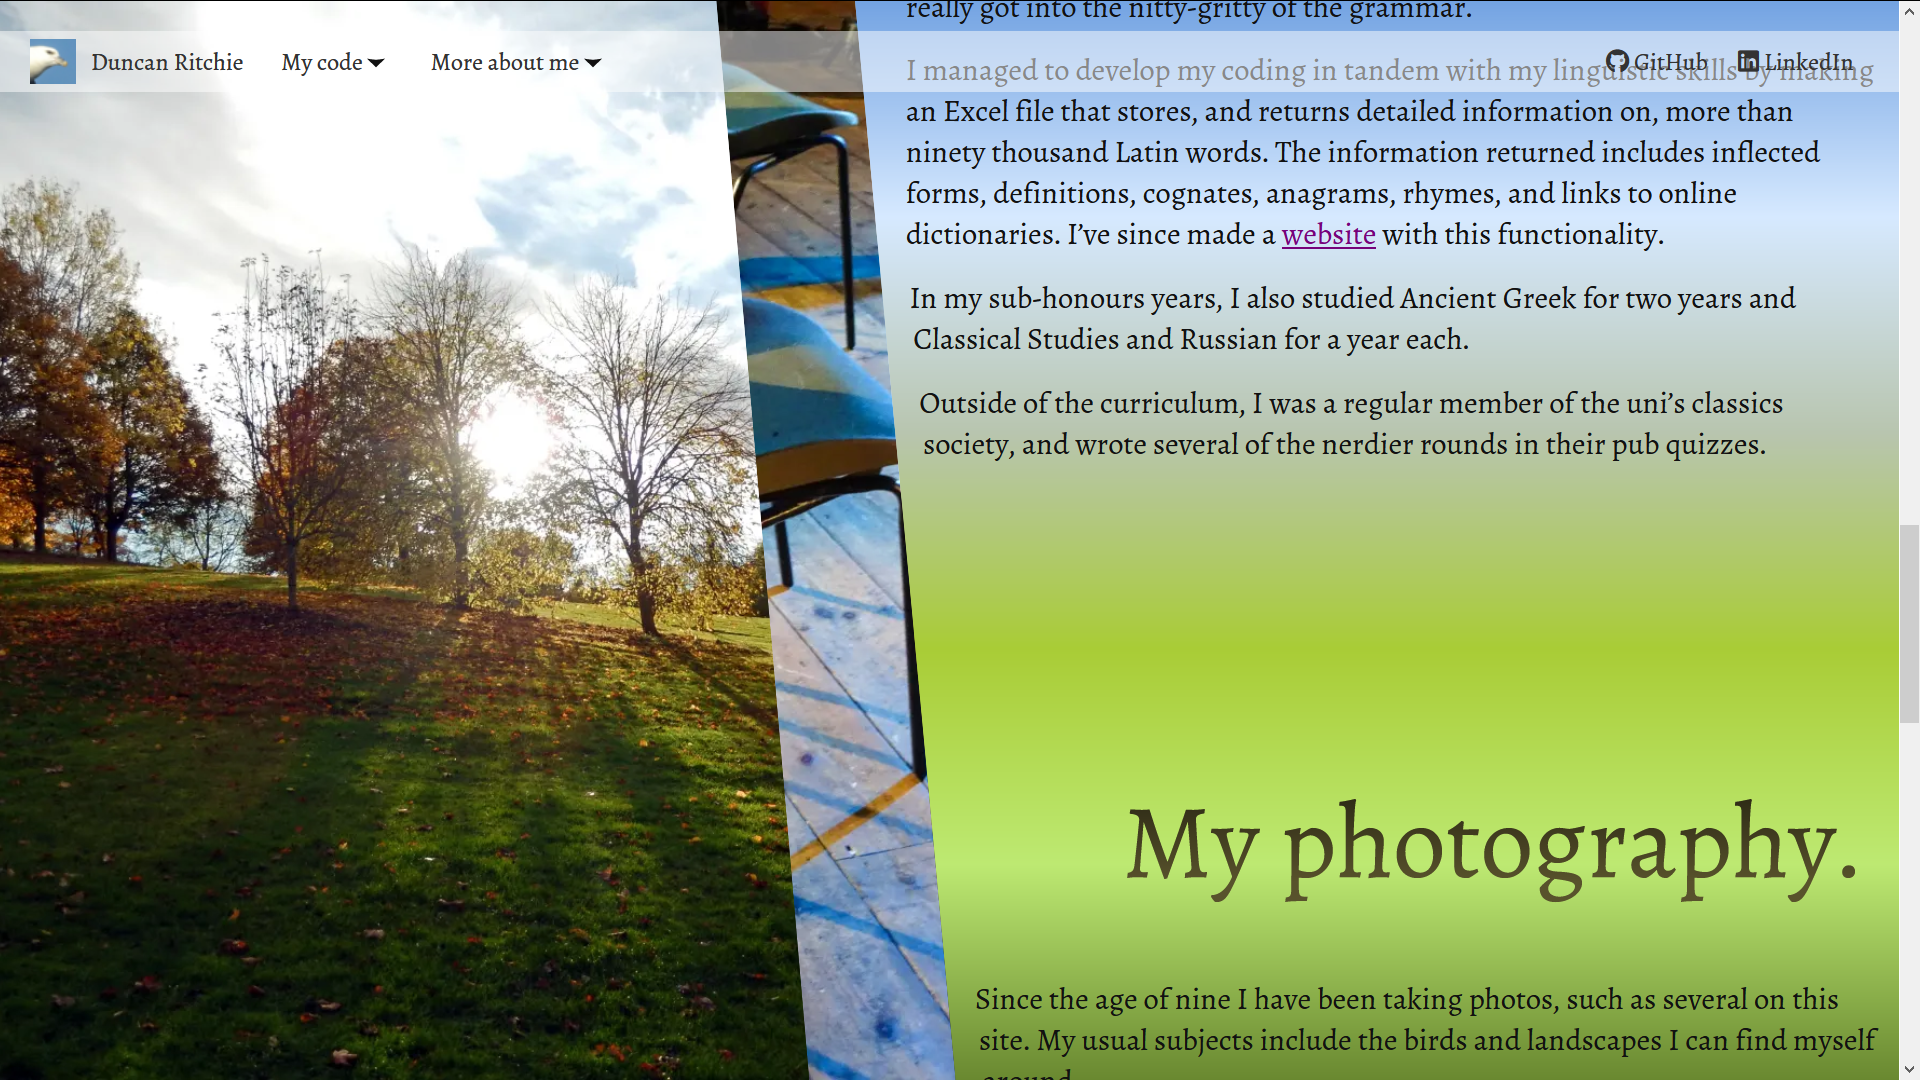 really got into the nitty-gritty of the grammar.
Duncan Ritchie My code More about me GitHub LinkedIn
I managed to develop my coding in tandem with my linguistic skills by making
an Excel file that stores, and returns detailed information on, more than
ninety thousand Latin words. The information returned includes inflected
forms, definitions, cognates, anagrams, rhymes, and links to online
dictionaries. I’ve since made a website with this functionality.
In my sub-honours years, I also studied Ancient Greek for two years and
Classical Studies and Russian for a year each.
Outside of the curriculum, I was a regular member of the uni’s classics
society, and wrote several of the nerdier rounds in their pub quizzes.
My photography.
Since the age of nine I have been taking photos, such as several on this
site. My usual subjects include the birds and landscapes I can find myself
around.